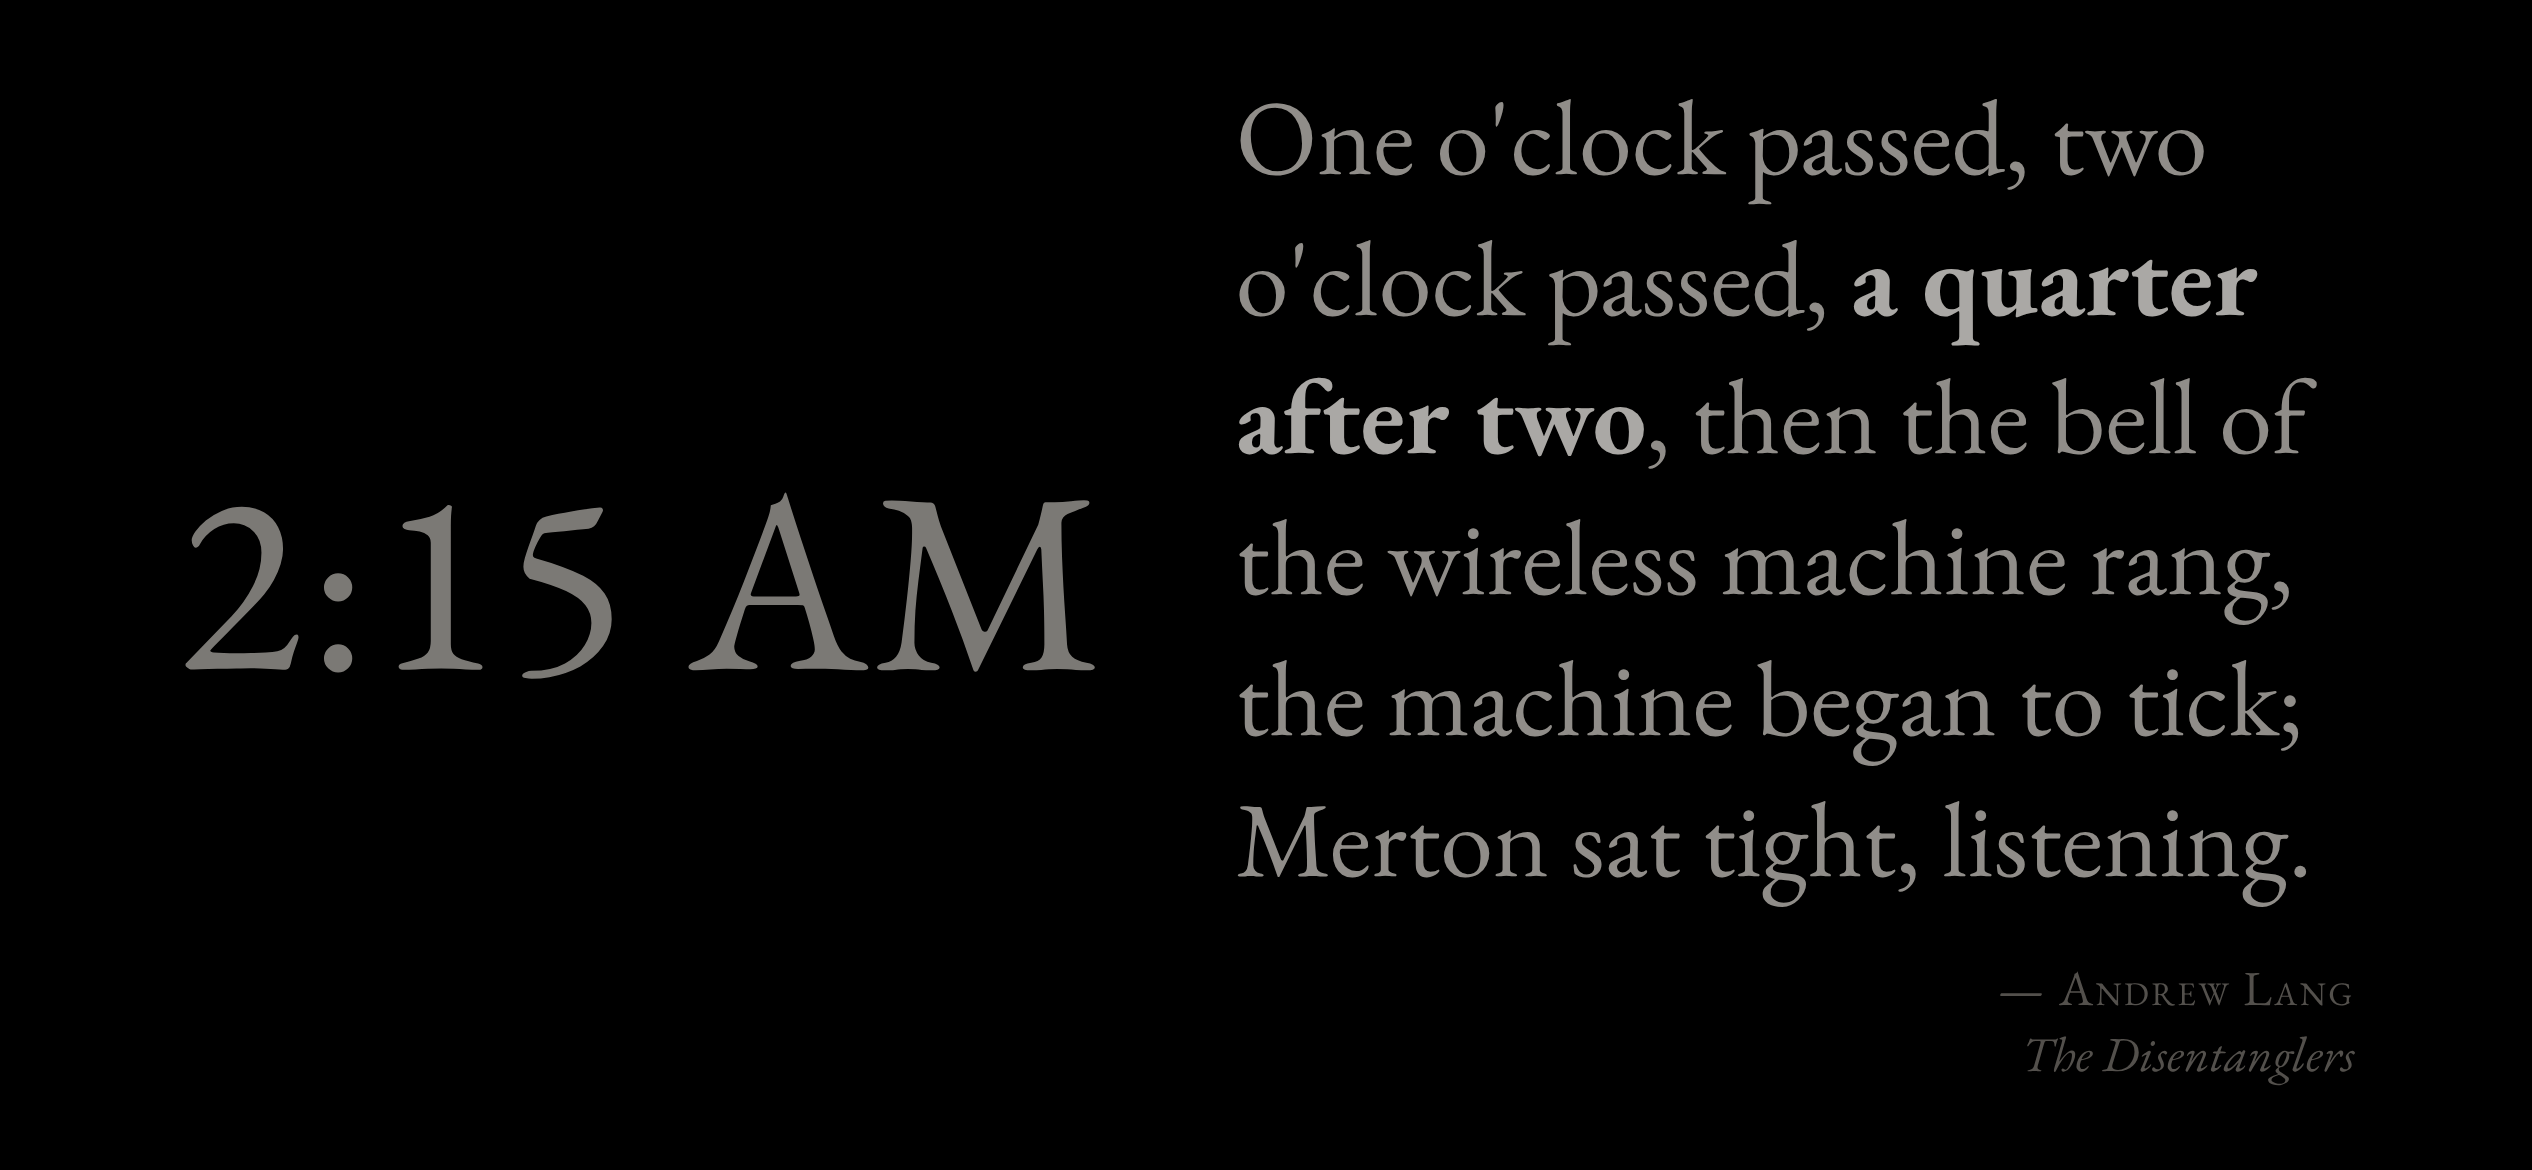 2:15 AM
One o'clock passed, two
o'clock passed, a quarter
after two, then the bell of
the wireless machine rang,
the machine began to tick;
Merton sat tight, listening.
— Andrew Lang
The Disentanglers